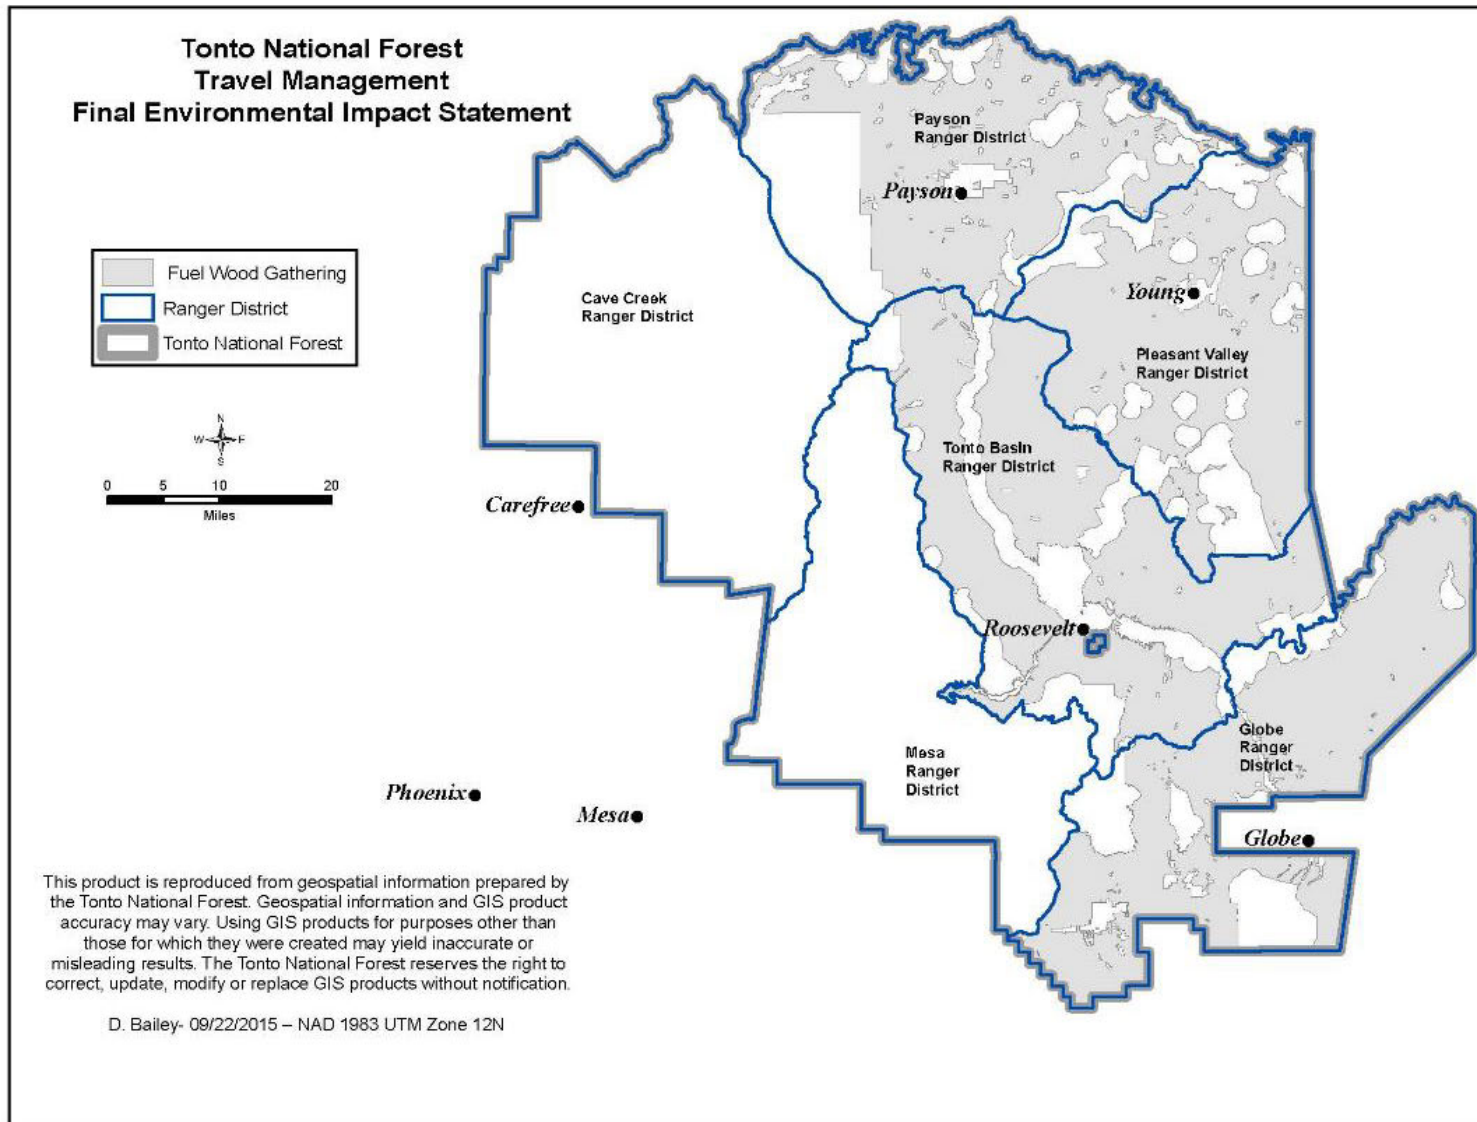 Tonto National Forest
Travel Management
Final Environmental Impact Statement
Fuel Wood Gathering
Ranger District
Tonto National Forest
N
W E
S
0 5 10 20
Miles
Payson
Ranger District
Payson
Cave Creek
Ranger District
Young
Pleasant Valley
Ranger District
Tonto Basin
Ranger District
Carefree
Roosevelt
Mesa
Ranger
District
Globe
Ranger
District
Phoenix
Mesa
Globe
This product is reproduced from geospatial information prepared by
the Tonto National Forest. Geospatial information and GIS product
accuracy may vary. Using GIS products for purposes other than
those for which they were created may yield inaccurate or
misleading results. The Tonto National Forest reserves the right to
correct, update, modify or replace GIS products without notification.
D. Bailey- 09/22/2015 – NAD 1983 UTM Zone 12N